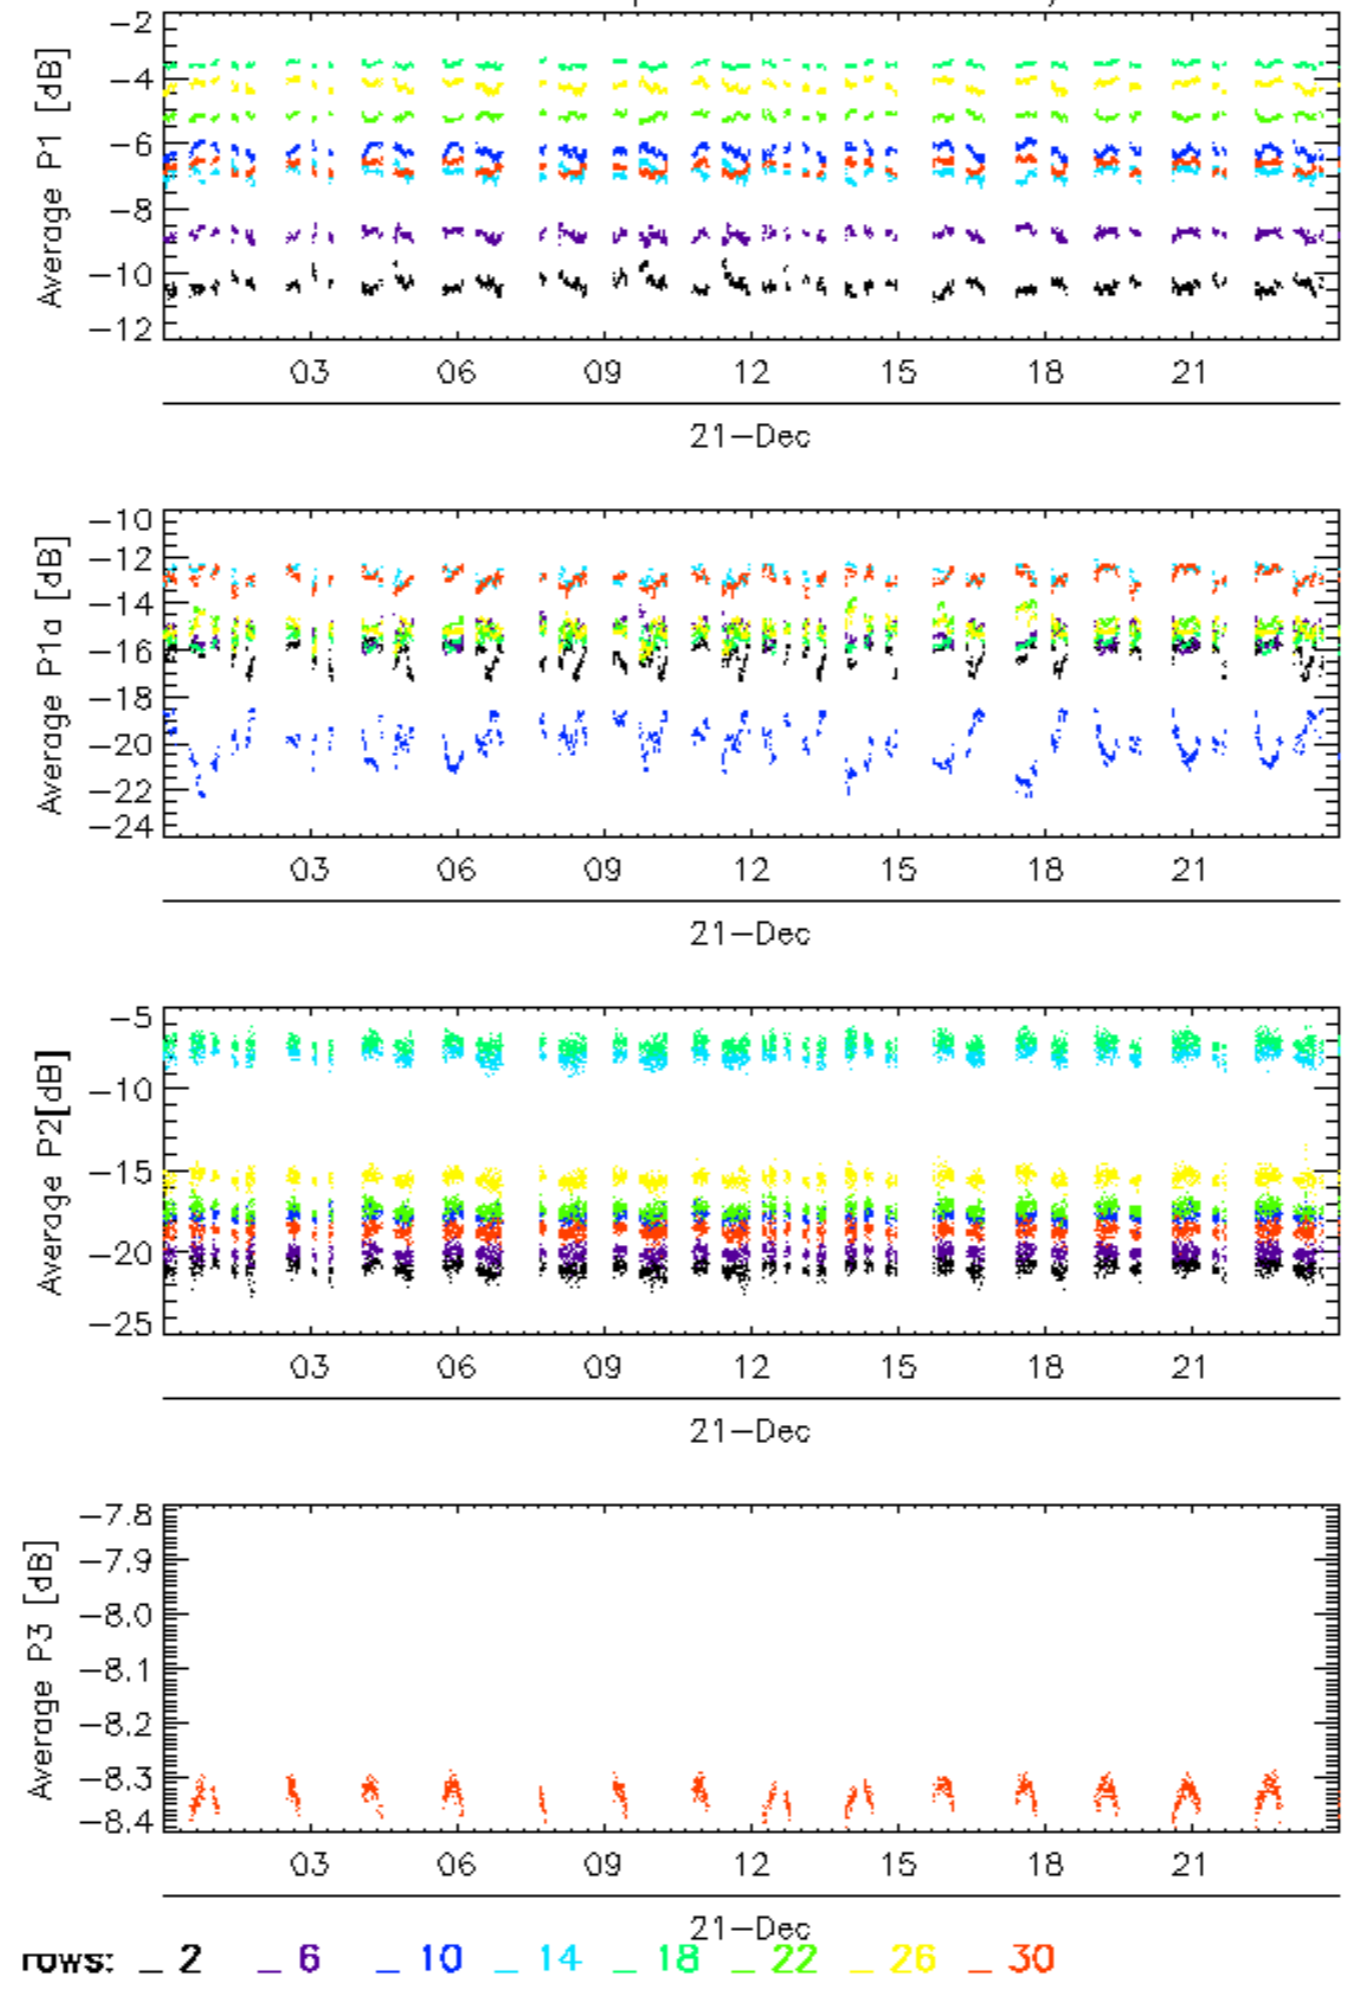 Average P1 [dB]
-2
-4
-6
-8
-10
-12
03 06 09 12 15 18 21
21-Dec
Average P1a [dB]
-10
-12
-14
-16
-18
-20
-22
-24
03 06 09 12 15 18 21
21-Dec
Average P2[dB]
-5
-10
-15
-20
-25
03 06 09 12 15 18 21
21-Dec
Average P3 [dB]
-7.8
-7.9
-8.0
-8.1
-8.2
-8.3
-8.4
03 06 09 12 15 18 21
21-Dec
rows: _ 2 _ 6 _ 10 _ 14 _ 18 _ 22 _ 26 _ 30